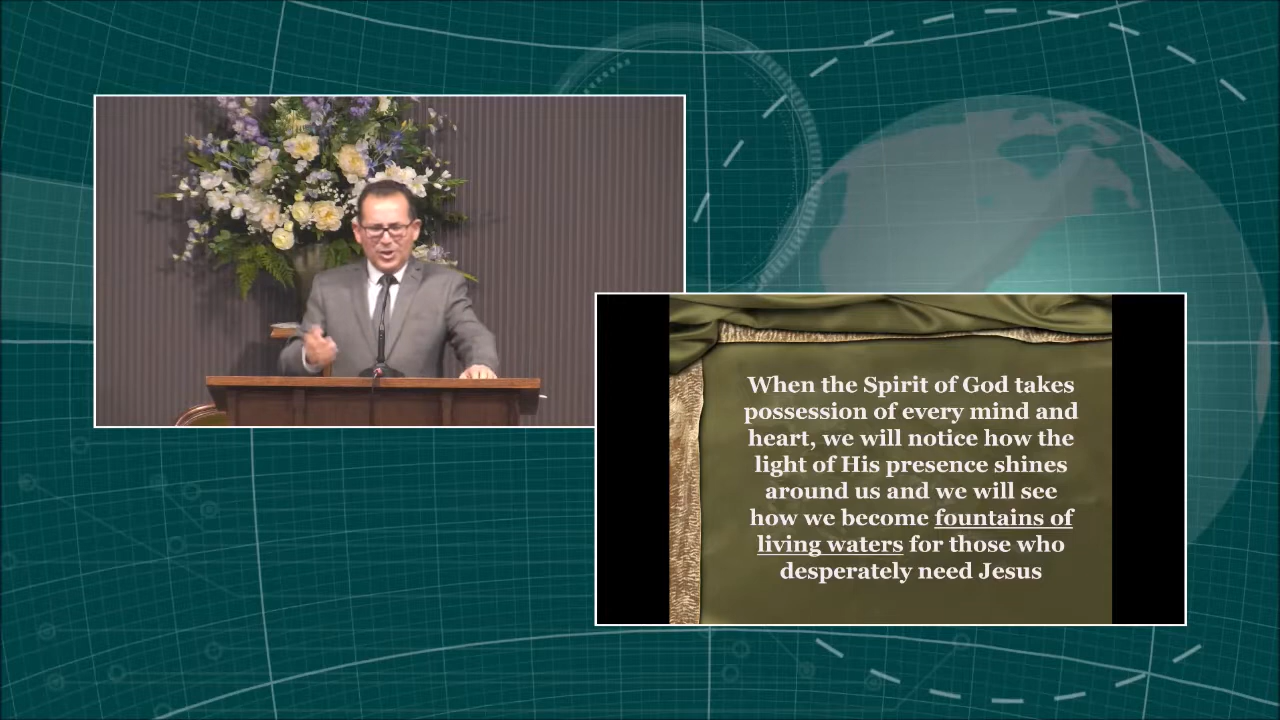 When the Spirit of God takes
possession of every mind and
heart, we will notice how the
light of His presence shines
around us and we will see
how we become fountains of
living waters for those who
desperately need Jesus